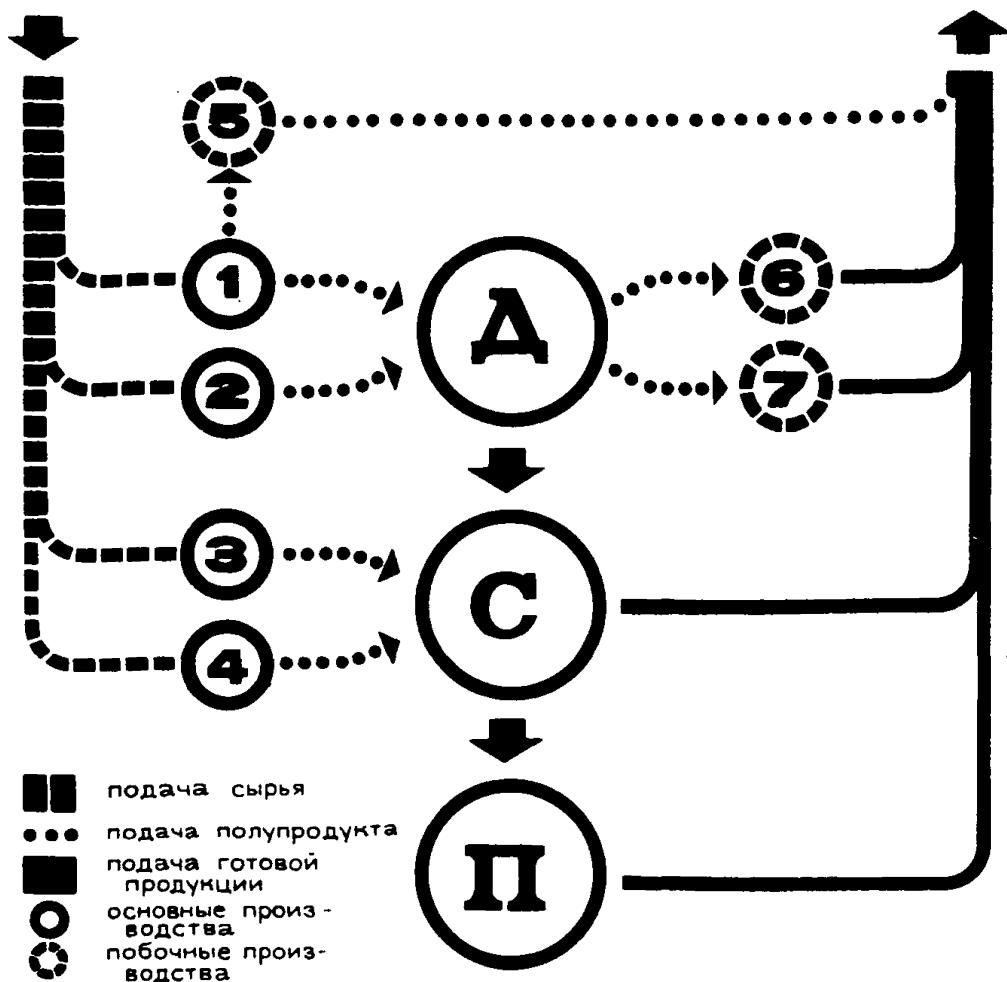 5
1
Д
6
2
7
3
С
4
П
подача сырья
подача полупродукта
подача готовой
продукции
основные произ-
водства
побочные произ-
водства